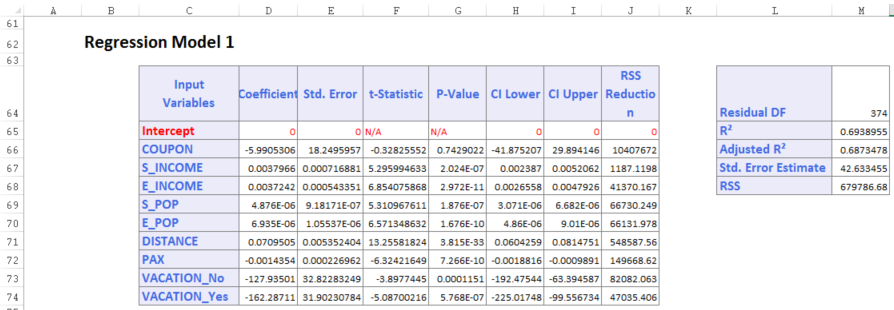 A B C D E F G H I J K L M
61
62 Regression Model 1
63
64 Input Variables Coefficient Std. Error t-Statistic P-Value CI Lower CI Upper RSS Reduction Residual DF 374
65 Intercept 0 0 N/A N/A 0 0 0 R² 0.6938955
66 COUPON -5.9905306 18.2495957 -0.32825552 0.7429022 -41.875207 29.894146 10407672 Adjusted R² 0.6873478
67 S_INCOME 0.0037966 0.000716881 5.295994633 2.024E-07 0.002387 0.0052062 1187.1198 Std. Error Estimate 42.633455
68 E_INCOME 0.0037242 0.000543351 6.854075868 2.972E-11 0.0026558 0.0047926 41370.167 RSS 679786.68
69 S_POP 4.876E-06 9.18171E-07 5.310967611 1.876E-07 3.071E-06 6.682E-06 66730.249
70 E_POP 6.935E-06 1.05537E-06 6.571348632 1.676E-10 4.86E-06 9.01E-06 66131.978
71 DISTANCE 0.0709505 0.005352404 13.25581824 3.815E-33 0.0604259 0.0814751 548587.56
72 PAX -0.0014354 0.000226962 -6.32421649 7.266E-10 -0.0018816 -0.0009891 149668.62
73 VACATION_No -127.93501 32.82283249 -3.8977445 0.0001151 -192.47544 -63.394587 82082.063
74 VACATION_Yes -162.28711 31.90230784 -5.08700216 5.768E-07 -225.01748 -99.556734 47035.406